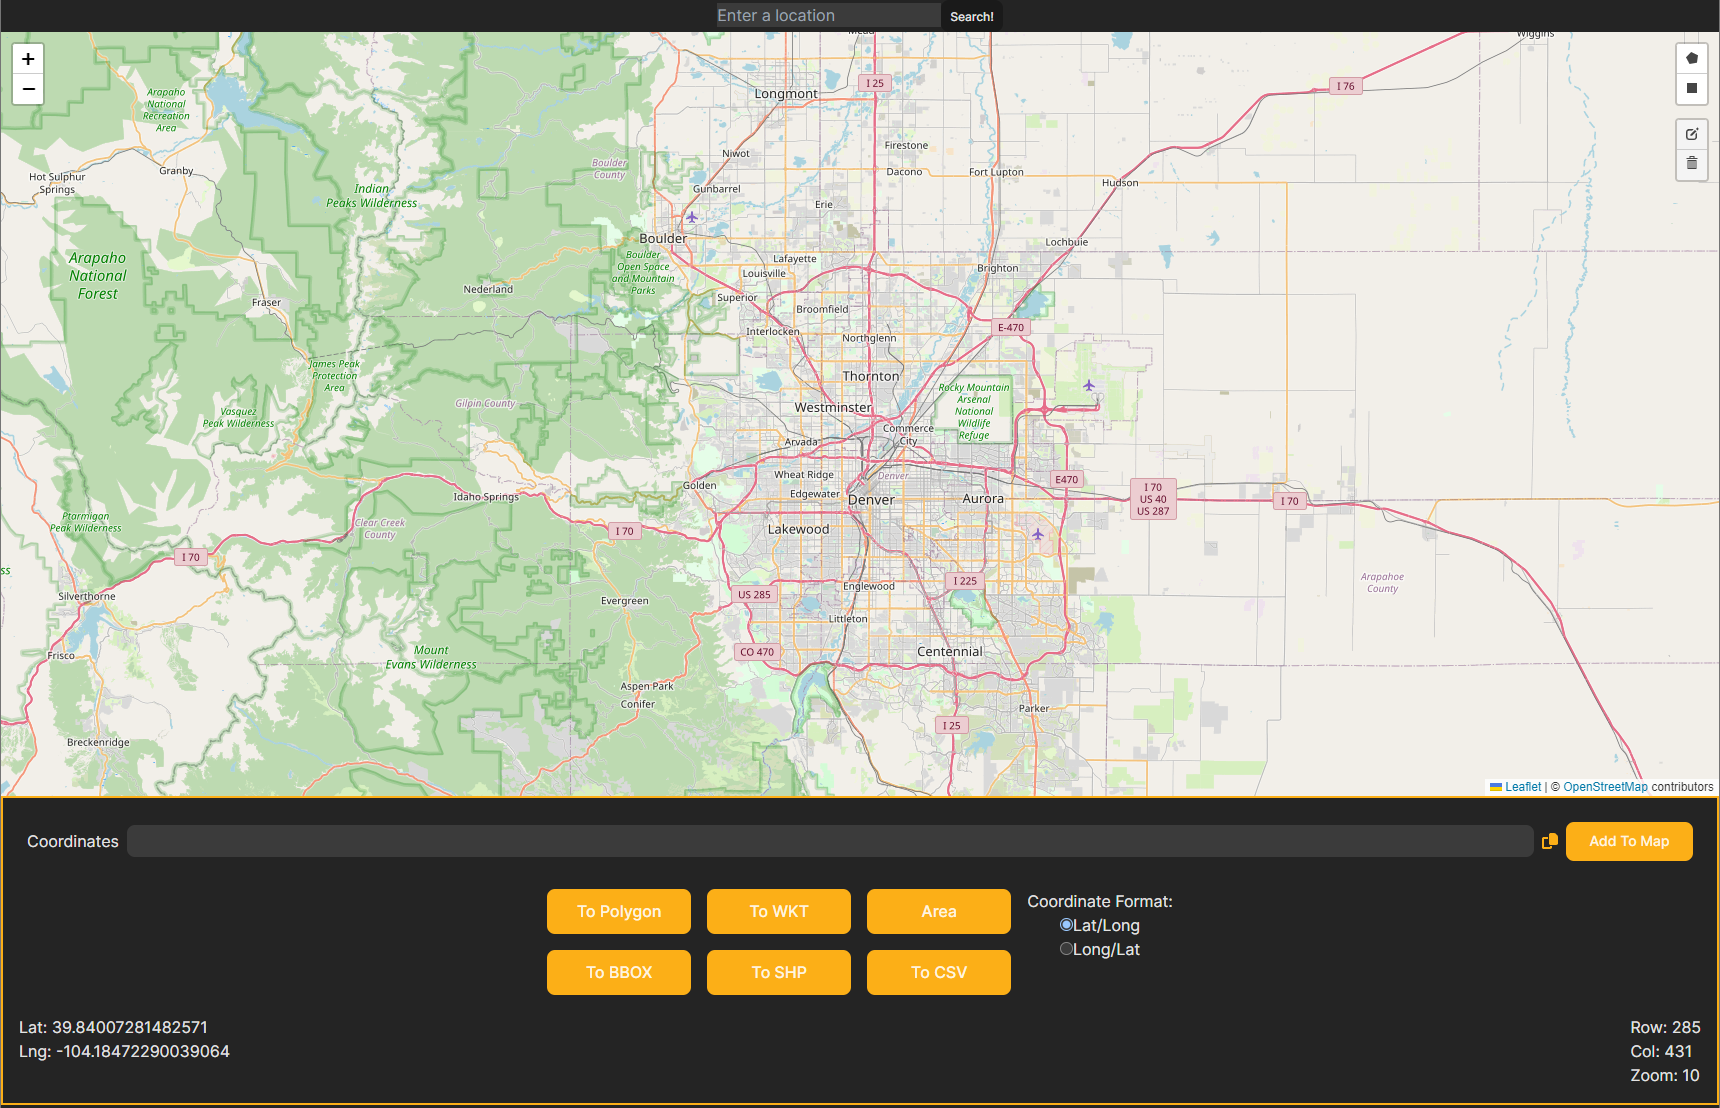 Enter a location
Search!
+
−
Wiggins
I 25
I 76
Longmont
Arapaho
National
Recreation
Area
Niwot
Firestone
Boulder
County
Granby
Dacono
Fort Lupton
Hot Sulphur
Springs
Hudson
Indian
Peaks Wilderness
Gunbarrel
Erie
Boulder
Lochbuie
Boulder
Open Space
and Mountain
Parks
Lafayette
Louisville
Brighton
Arapaho
National
Forest
Nederland
Superior
Fraser
Broomfield
Interlocken
E-470
Northglenn
James Peak
Protection
Area
Thornton
Rocky Mountain
Arsenal
National
Wildlife
Refuge
Gilpin County
Westminster
Vasquez
Peak Wilderness
Commerce
City
Arvada
Wheat Ridge
Denver
E470
Golden
Idaho Springs
Edgewater
Denver
Aurora
I 70
US 40
US 287
I 70
Ptarmigan
Peak Wilderness
Clear Creek
County
I 70
Lakewood
I 70
ss
Arapahoe
County
Silverthorne
Evergreen
US 285
Englewood
I 225
Littleton
Frisco
Mount
Evans Wilderness
CO 470
Centennial
Aspen Park
Conifer
Parker
Breckenridge
I 25
Leaflet | © OpenStreetMap contributors
Coordinates
Add To Map
To Polygon
To WKT
Area
Coordinate Format:
Lat/Long
Long/Lat
To BBOX
To SHP
To CSV
Lat: 39.84007281482571
Lng: -104.18472290039064
Row: 285
Col: 431
Zoom: 10